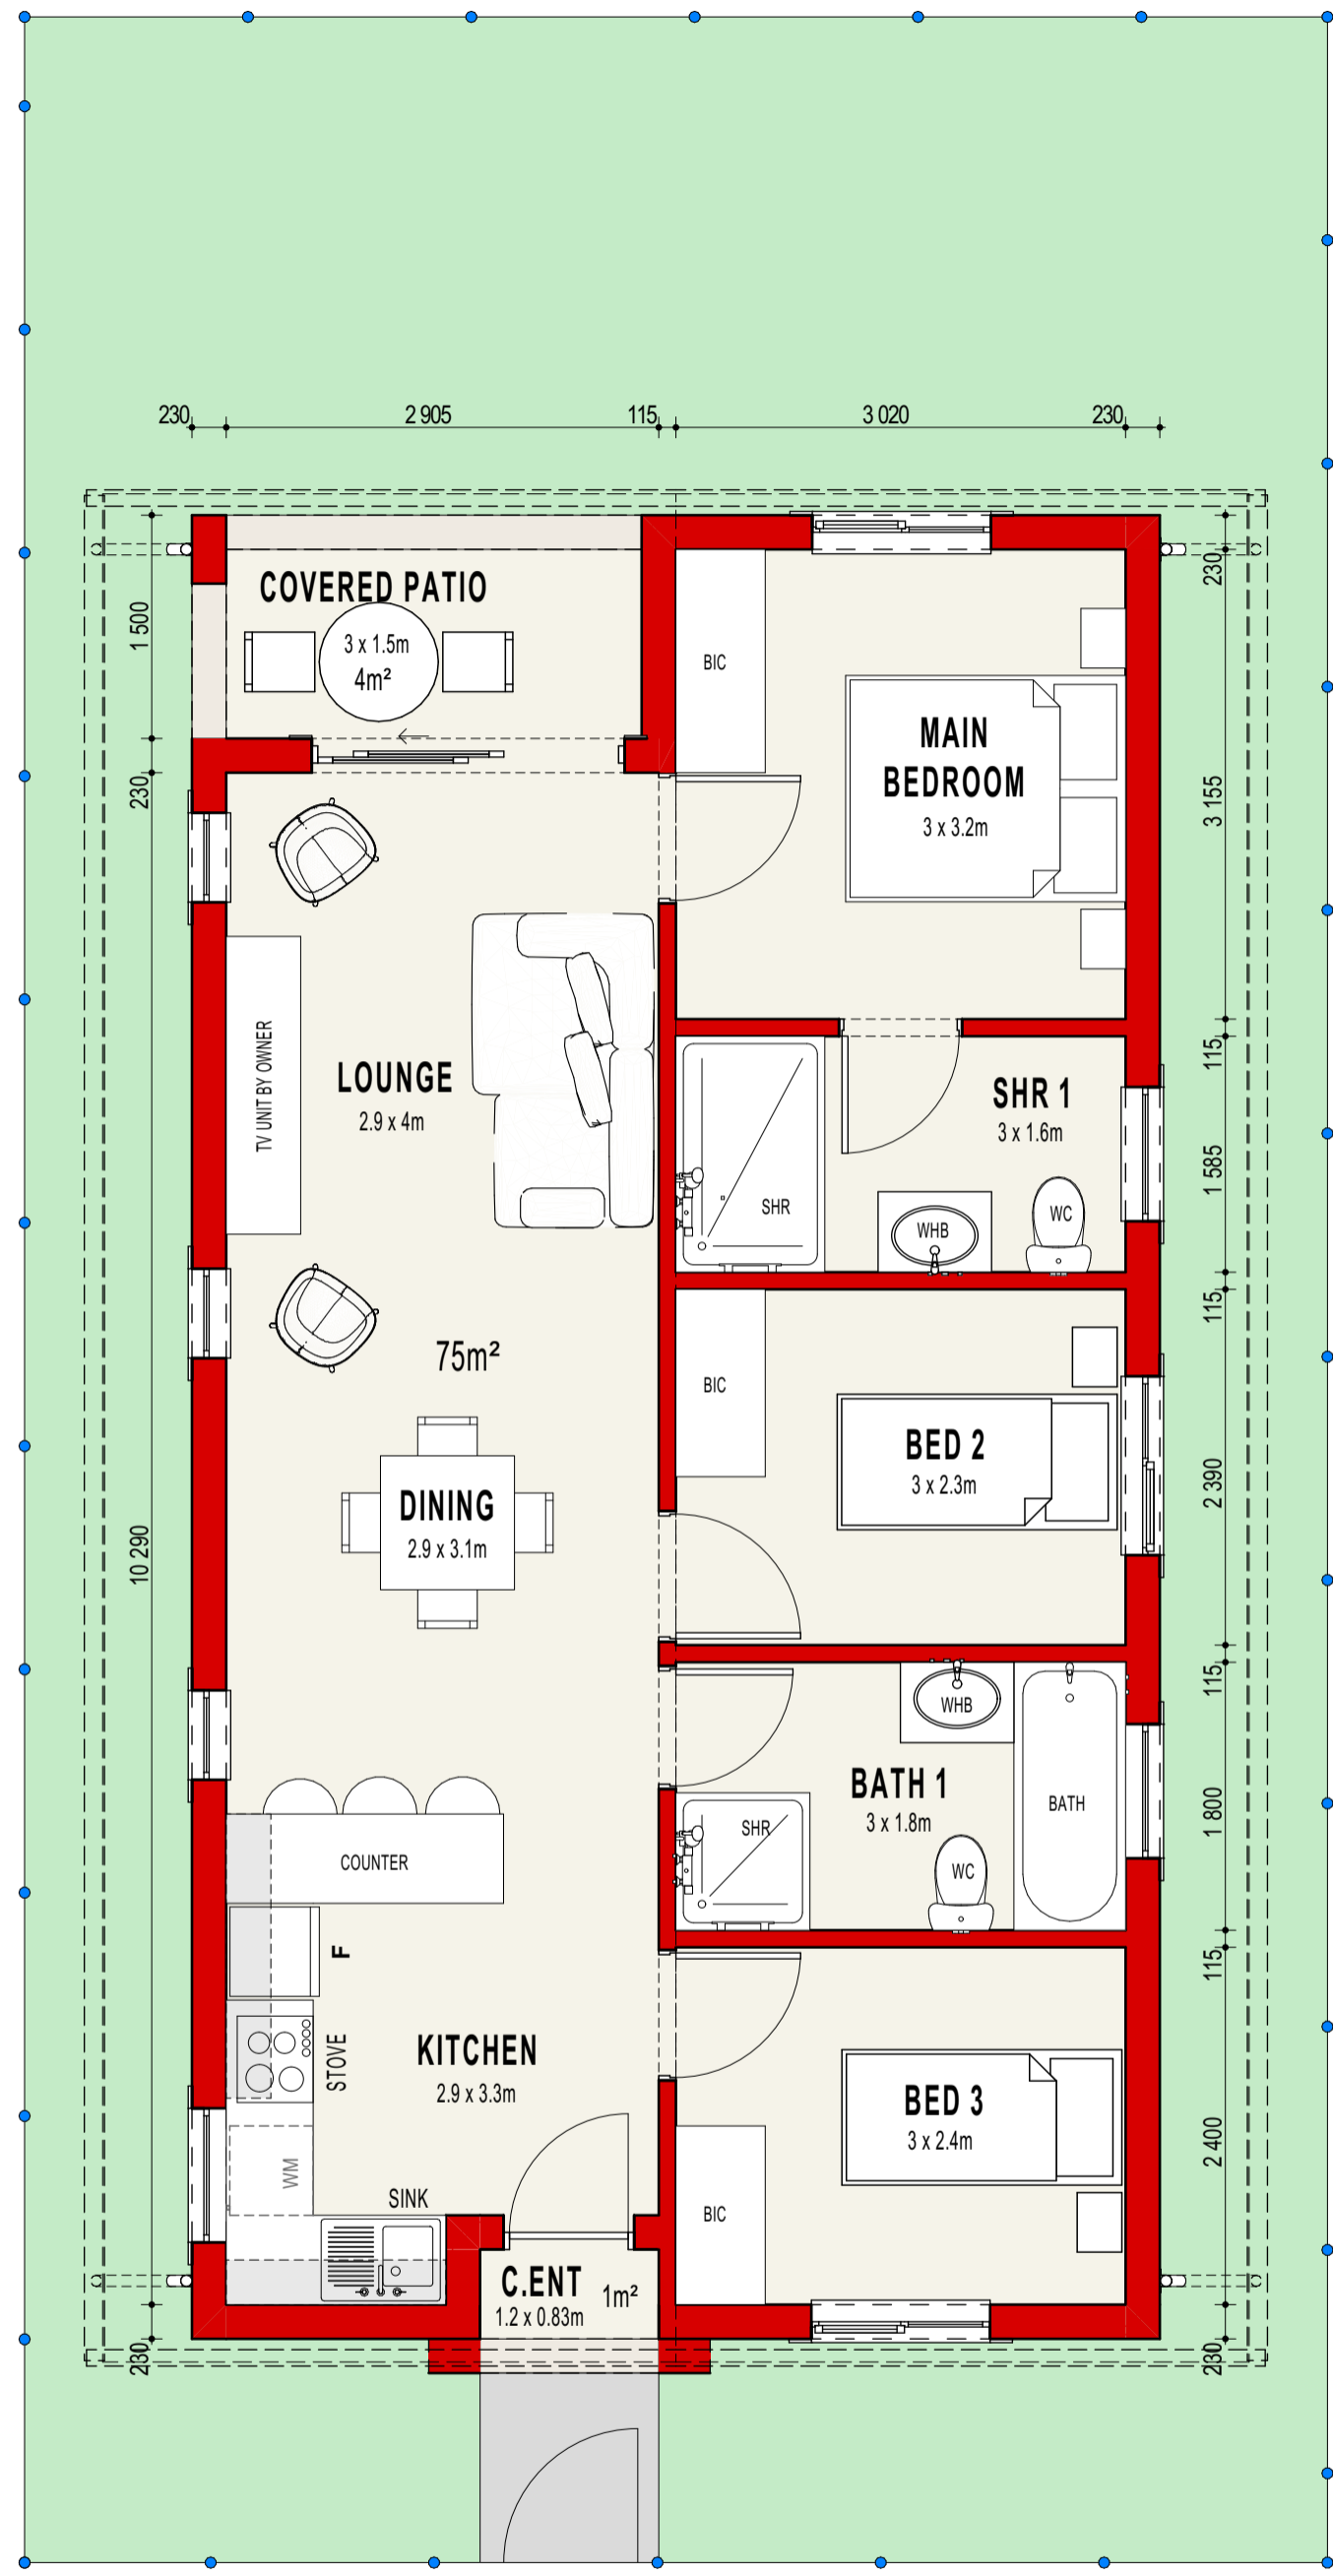 230
2 905
115
3 020
230
COVERED PATIO
3 x 1.5m
4m²
1 500
230
BIC
MAIN
BEDROOM
3 x 3.2m
230
3 155
TV UNIT BY OWNER
LOUNGE
2.9 x 4m
SHR 1
3 x 1.6m
SHR
WHB
WC
115
1 585
115
75m²
BIC
BED 2
3 x 2.3m
2 390
DINING
2.9 x 3.1m
10 290
115
WHB
BATH 1
3 x 1.8m
BATH
SHR
WC
1 800
COUNTER
F
STOVE
KITCHEN
2.9 x 3.3m
WM
SINK
115
BED 3
3 x 2.4m
2 400
BIC
C.ENT
1m²
1.2 x 0.83m
230
230